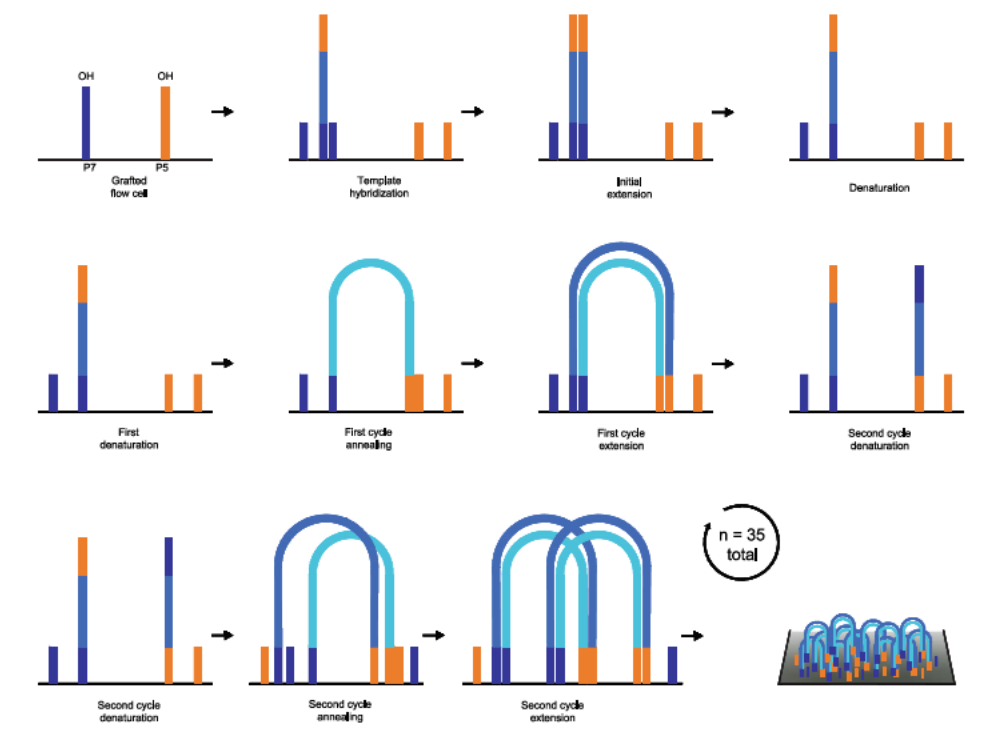 OH
OH
P7
P5
Grafted
flow cell
Template
hybridization
Initial
extension
Denaturation
First
denaturation
First cycle
annealing
First cycle
extension
Second cycle
denaturation
Second cycle
denaturation
Second cycle
annealing
Second cycle
extension
n = 35
total